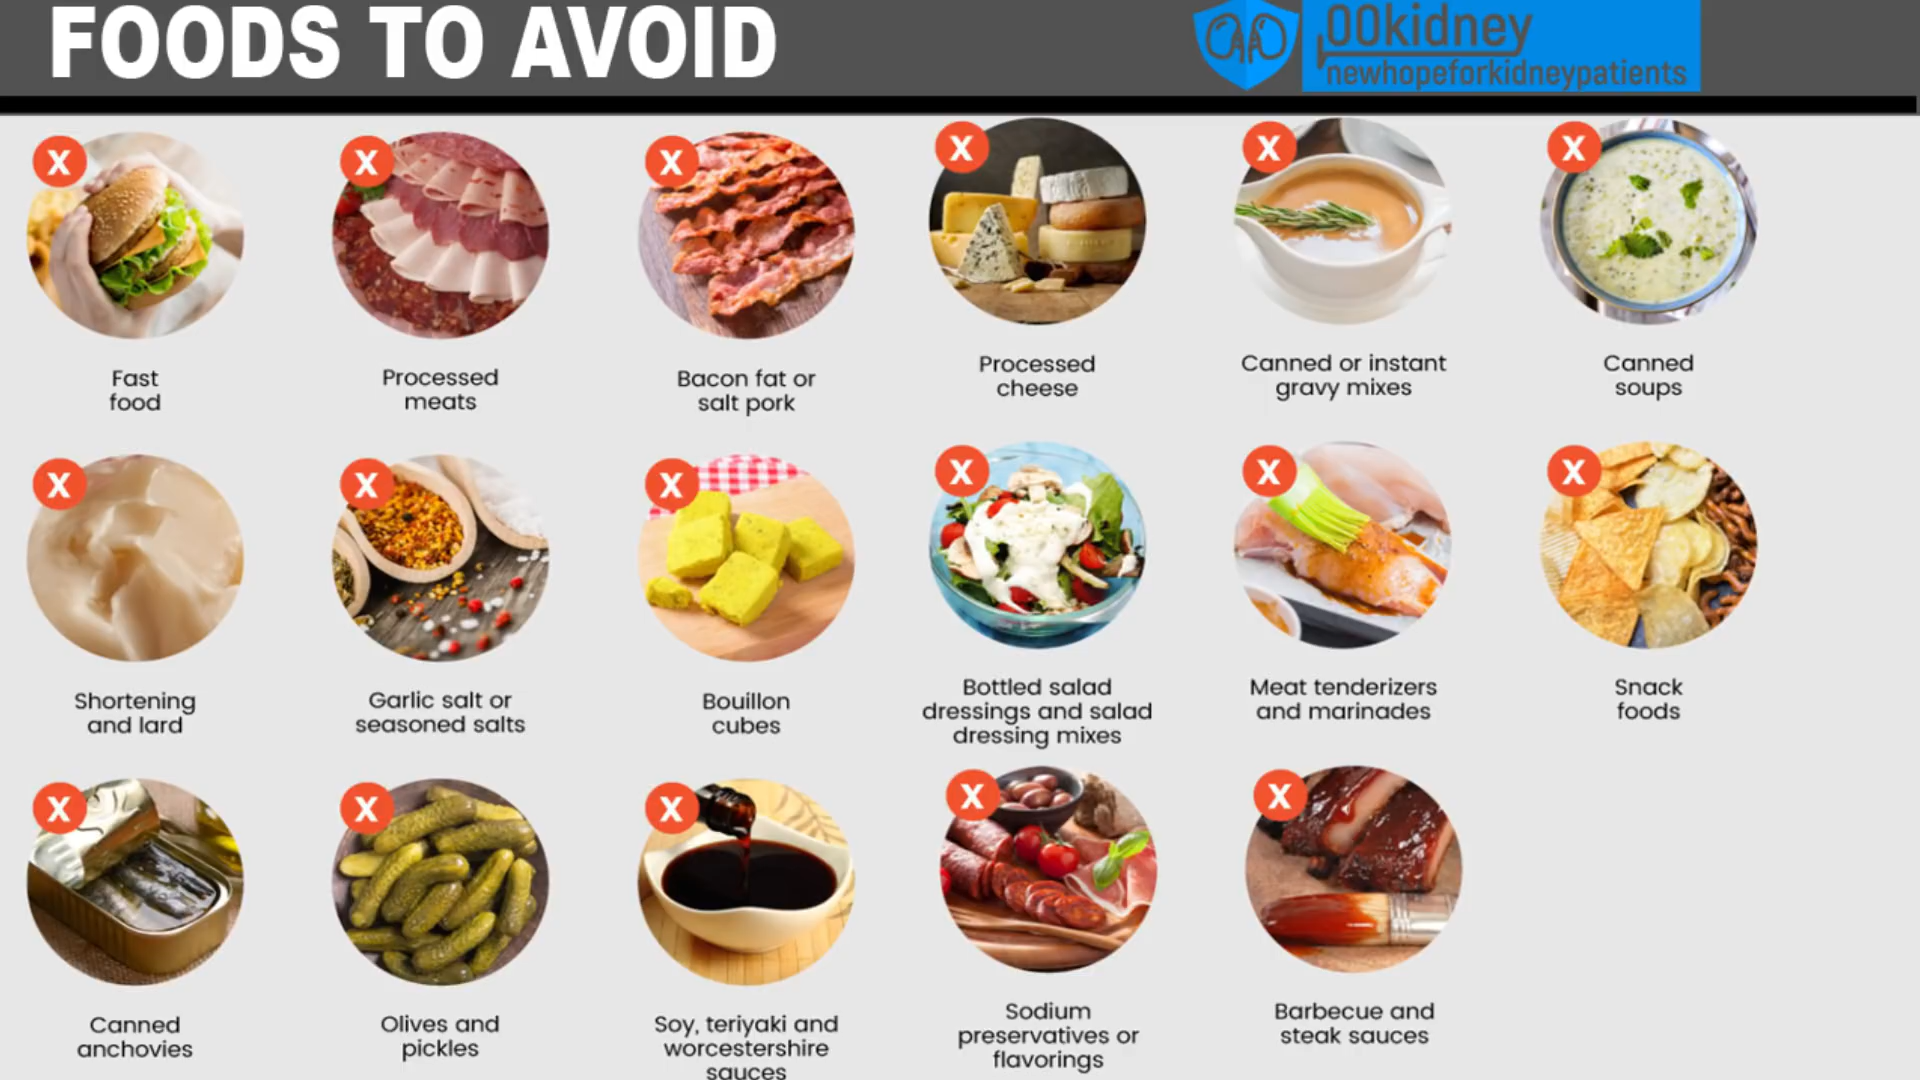 FOODS TO AVOID
00kidney
newhopeforkidneypatients
X
X
X
X
X
X
Fast
food
Processed
meats
Bacon fat or
salt pork
Processed
cheese
Canned or instant
gravy mixes
Canned
soups
X
X
X
X
X
X
Shortening
and lard
Garlic salt or
seasoned salts
Bouillon
cubes
Bottled salad
dressings and salad
dressing mixes
Meat tenderizers
and marinades
Snack
foods
X
X
X
X
X
Canned
anchovies
Olives and
pickles
Soy, teriyaki and
worcestershire
sauces
Sodium
preservatives or
flavorings
Barbecue and
steak sauces